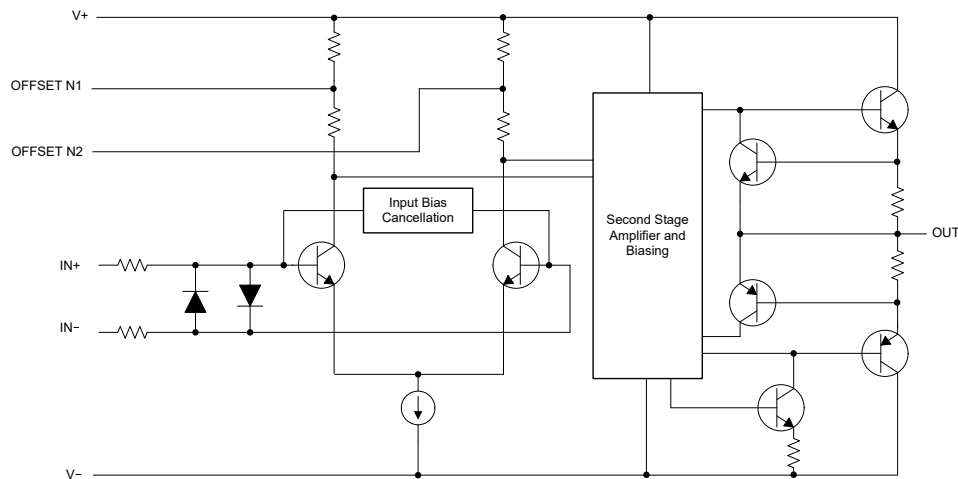 V+
OFFSET N1
OFFSET N2
Input Bias
Cancellation
Second Stage
Amplifier and
Biasing
OUT
IN+
IN−
V−